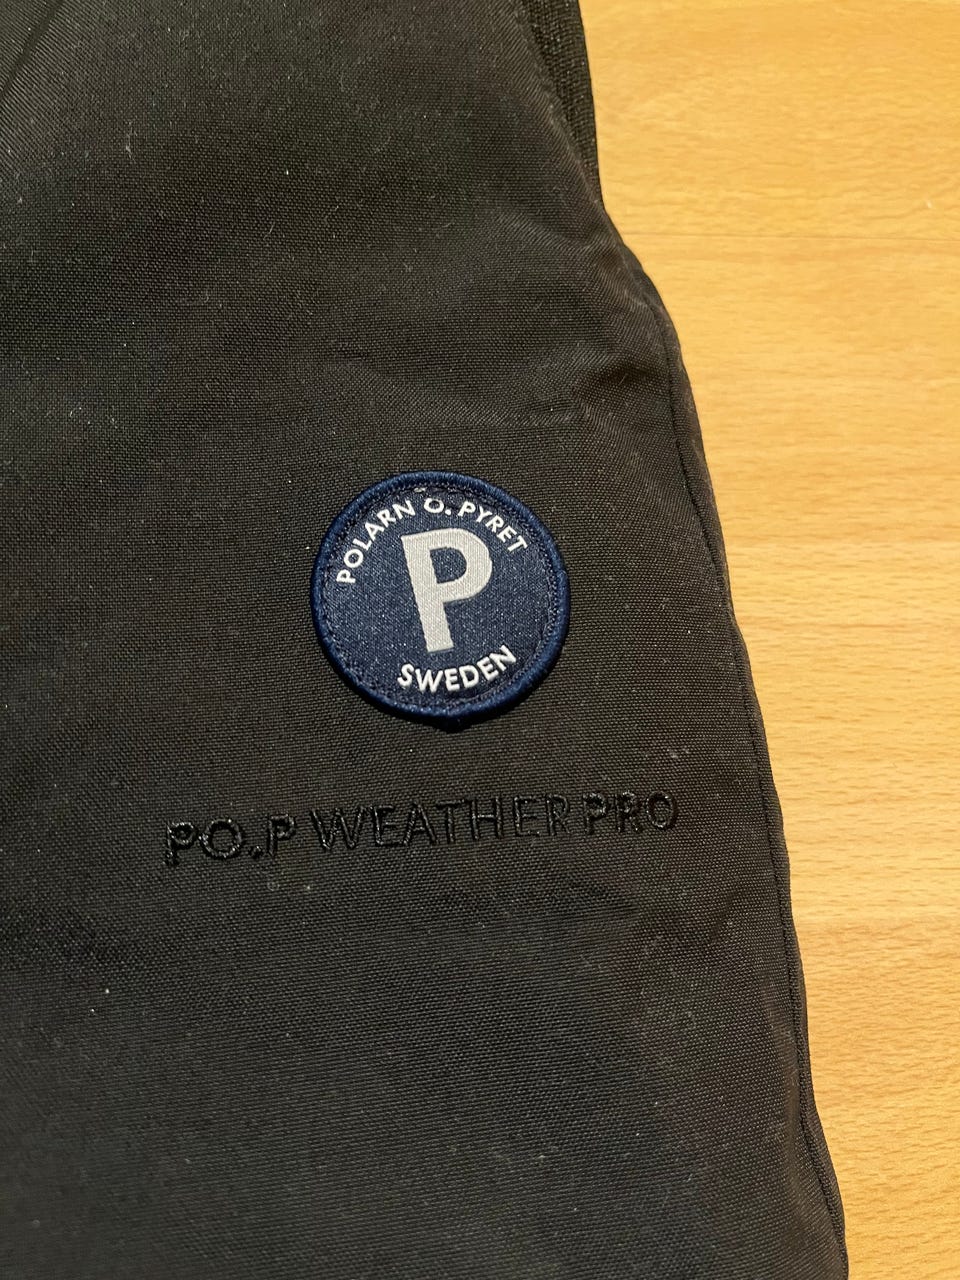 POLARN O. PYRET
P
SWEDEN
PO.P WEATHER PRO